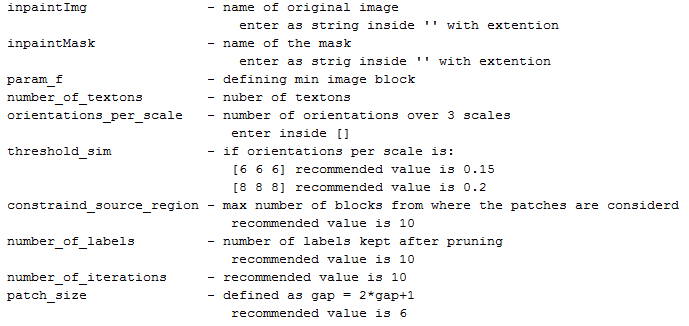 inpaintImg - name of original image
enter as string inside '' with extention
inpaintMask - name of the mask
enter as strig inside '' with extention
param_f - defining min image block
number_of_textons - nuber of textons
orientations_per_scale - number of orientations over 3 scales
enter inside []
threshold_sim - if orientations per scale is:
[6 6 6] recommended value is 0.15
[8 8 8] recommended value is 0.2
constraind_source_region - max number of blocks from where the patches are considerd
recommended value is 10
number_of_labels - number of labels kept after pruning
recommended value is 10
number_of_iterations - recommended value is 10
patch_size - defined as gap = 2*gap+1
recommended value is 6